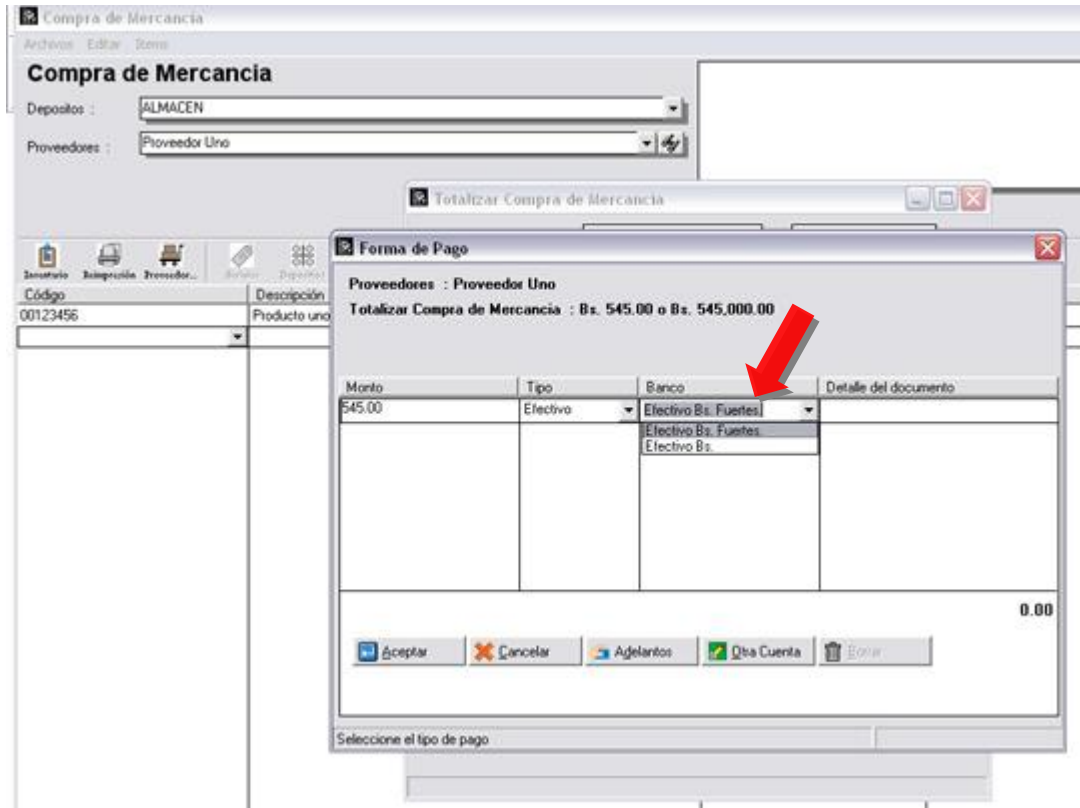 Compra de Mercancia
Archivos Editar Items
Compra de Mercancia
Depositos : ALMACEN
Proveedores : Proveedor Uno
Totalizar Compra de Mercancia
Inventario Reimpresión Proveedor...
Código Descripción
00123456 Producto uno
Forma de Pago
Proveedores : Proveedor Uno
Totalizar Compra de Mercancia : Bs. 545.00 o Bs. 545,000.00
Monto Tipo Banco Detalle del documento
545.00 Efectivo Efectivo Bs. Fuertes.
Efectivo Bs. Fuertes.
Efectivo Bs.
0.00
Aceptar Cancelar Adelantos Otra Cuenta Borrar
Seleccione el tipo de pago